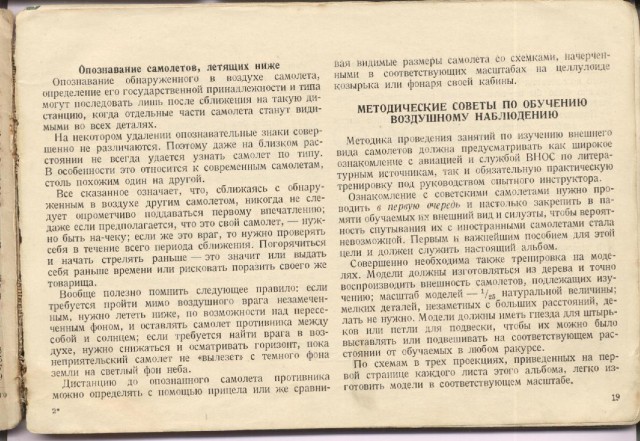 Опознавание самолетов, летящих ниже
Опознавание обнаруженного в воздухе самолета,
определение его государственной принадлежности и типа
могут последовать лишь после сближения на такую ди-
станцию, когда отдельные части самолета станут види-
мыми во всех деталях.
На некотором удалении опознавательные знаки совер-
шенно не различаются. Поэтому даже на близком рас-
стоянии не всегда удается узнать самолет по типу.
В особенности это относится к современным самолетам,
столь похожим один на другой.
Все сказанное означает, что, сближаясь с обнару-
женным в воздухе другим самолетом, никогда не сле-
дует опрометчиво поддаваться первому впечатлению;
даже если предполагается, что это свой самолет, — нуж-
но быть на-чеку; если же это враг, то нужно проверять
себя в течение всего периода сближения. Погорячиться
и начать стрелять раньше — это значит или выдать
себя раньше времени или рисковать поразить своего же
товарища.
Вообще полезно помнить следующее правило: если
требуется пройти мимо воздушного врага незамечен-
ным, нужно лететь ниже, по возможности над пересе-
ченным фоном, и оставлять самолет противника между
собой и солнцем; если требуется найти врага в воз-
духе, нужно снижаться и осматривать горизонт, пока
неприятельский самолет не «вылезет» с темного фона
земли на светлый фон неба.
Дистанцию до опознанного самолета противника
можно определять с помощью прицела или же сравни-
2*
вая видимые размеры самолета со схемками, начерчен-
ными в соответствующих масштабах на целлулоиде
козырька или фонаря своей кабины.
МЕТОДИЧЕСКИЕ СОВЕТЫ ПО ОБУЧЕНИЮ
ВОЗДУШНОМУ НАБЛЮДЕНИЮ
Методика проведения занятий по изучению внешнего
вида самолетов должна предусматривать как широкое
ознакомление с авиацией и службой ВНОС по литера-
турным источникам, так и обязательную практическую
тренировку под руководством опытного инструктора.
Ознакомление с советскими самолетами нужно про-
водить в первую очередь и настолько закрепить в па-
мяти обучаемых их внешний вид и силуэты, чтобы вероят-
ность спутывания их с иностранными самолетами стала
невозможной. Первым и важнейшим пособием для этой
цели и должен служить настоящий альбом.
Совершенно необходима также тренировка на моде-
лях. Модели должны изготовляться из дерева и точно
воспроизводить внешность самолетов, подлежащих изу-
чению; масштаб моделей — 1/25 натуральной величины;
мелких деталей, незаметных с больших расстояний, де-
лать не нужно. Модели должны иметь гнезда для штырь-
ков или петли для подвески, чтобы их можно было
выставлять или подвешивать на соответствующем рас-
стоянии от обучаемых в любом ракурсе.
По схемам в трех проекциях, приведенных на пер-
вой странице каждого листа этого альбома, легко из-
готовить модели в соответствующем масштабе.
19